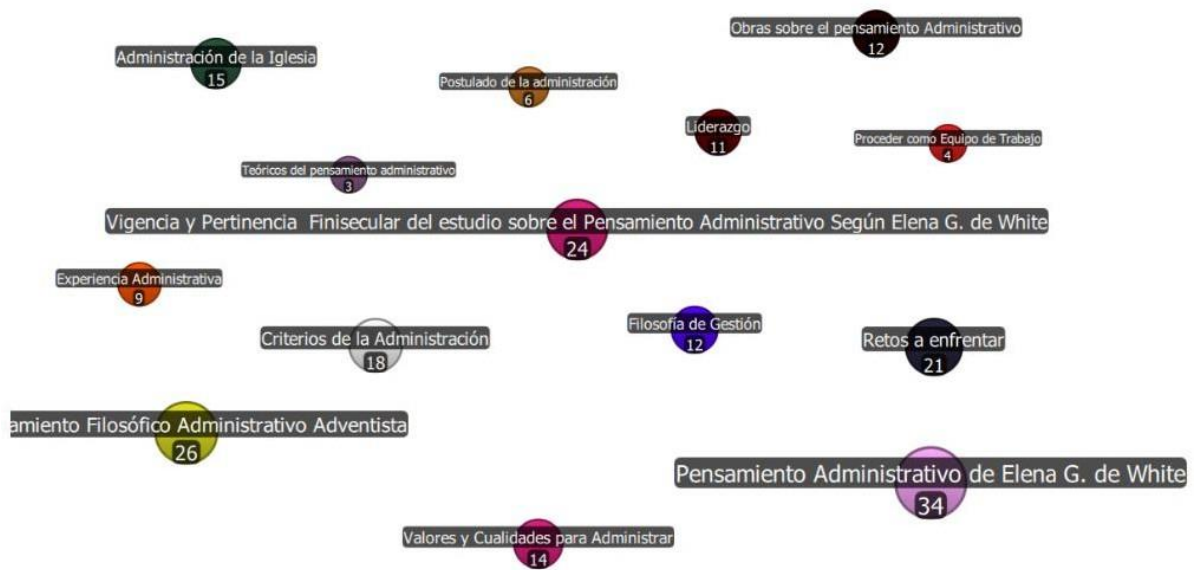 Obras sobre el pensamiento Administrativo
12
Administración de la Iglesia
15
Postulado de la administración
6
Liderazgo
11
Proceder como Equipo de Trabajo
4
Teóricos del pensamiento administrativo
3
Vigencia y Pertinencia Finisecular del estudio sobre el Pensamiento Administrativo Según Elena G. de White
24
Experiencia Administrativa
9
Criterios de la Administración
18
Filosofía de Gestión
12
Retos a enfrentar
21
amiento Filosófico Administrativo Adventista
26
Pensamiento Administrativo de Elena G. de White
34
Valores y Cualidades para Administrar
14